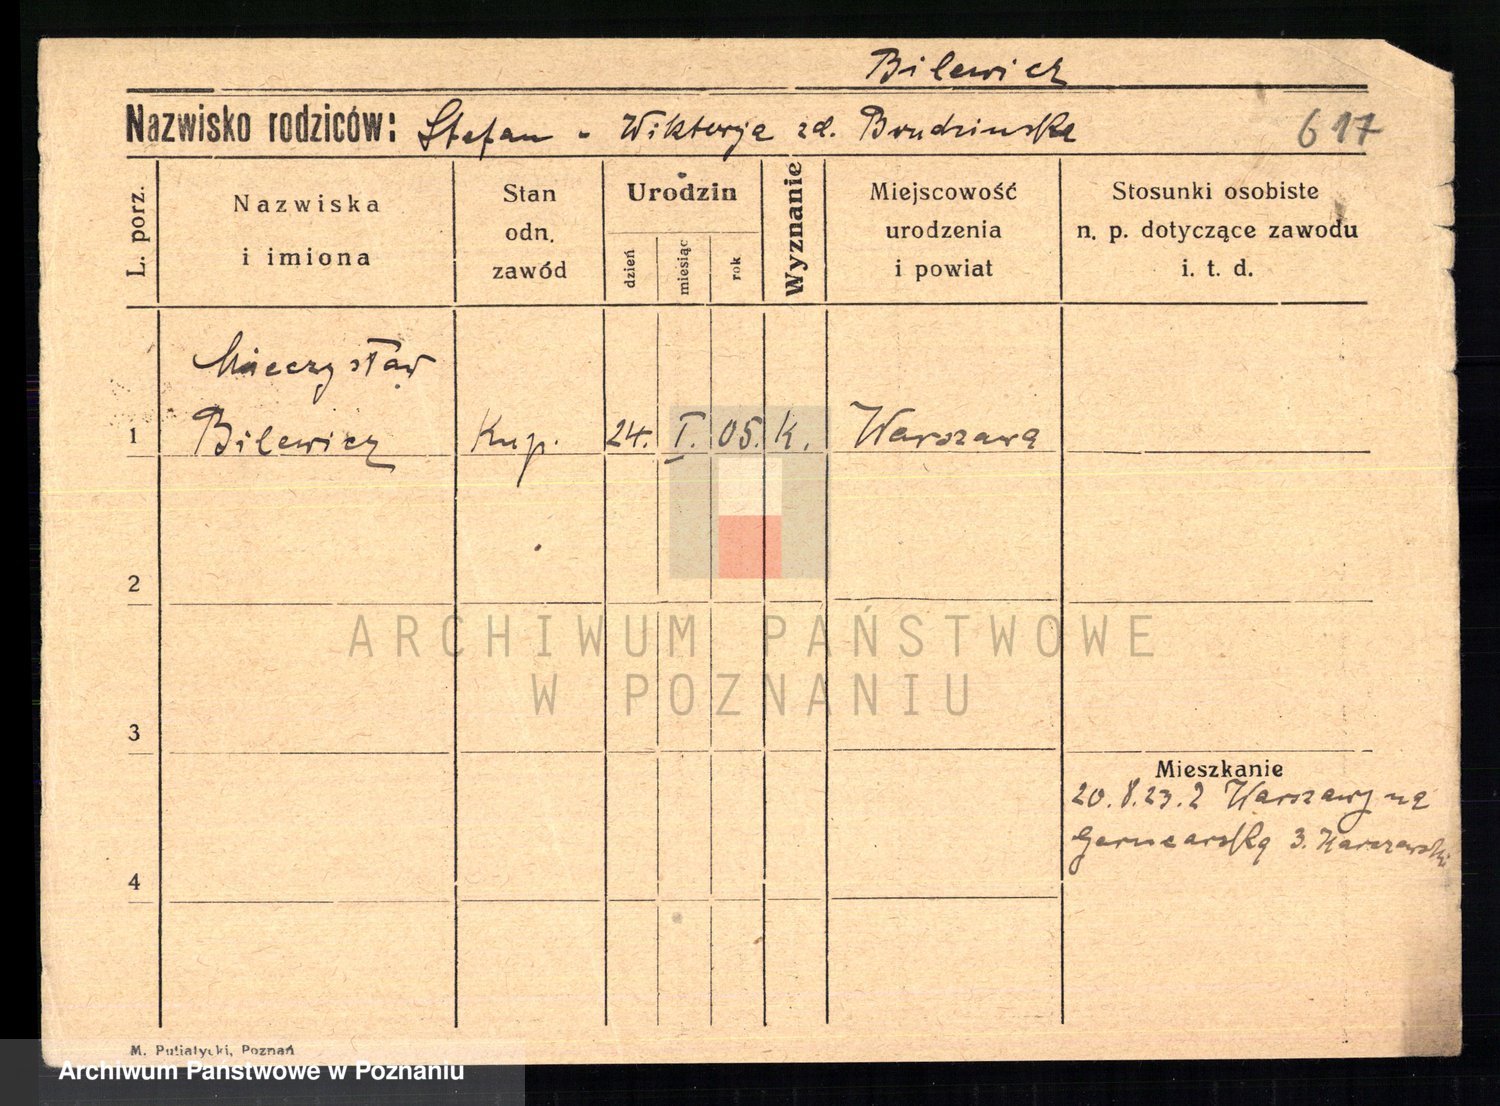 Bilewicz
Nazwisko rodziców: Stefan - Wiktorja zd. Brudzinska
617
L. porz.
Nazwiska
i imiona
Stan
odn.
zawód
Urodzin
dzień
miesiąc
rok
Wyznanie
Miejscowość
urodzenia
i powiat
Stosunki osobiste
n. p. dotyczące zawodu
i. t. d.
Mieczysław
1 Bilewicz Kup. 24. I. 05. k. Warszawa
2
ARCHIWUM PAŃSTWOWE
W POZNANIU
3
Mieszkanie
20.8.23. z Warszawy na
Garncarską 3.
4
M. Putiatycki, Poznań
Archiwum Państwowe w Poznaniu